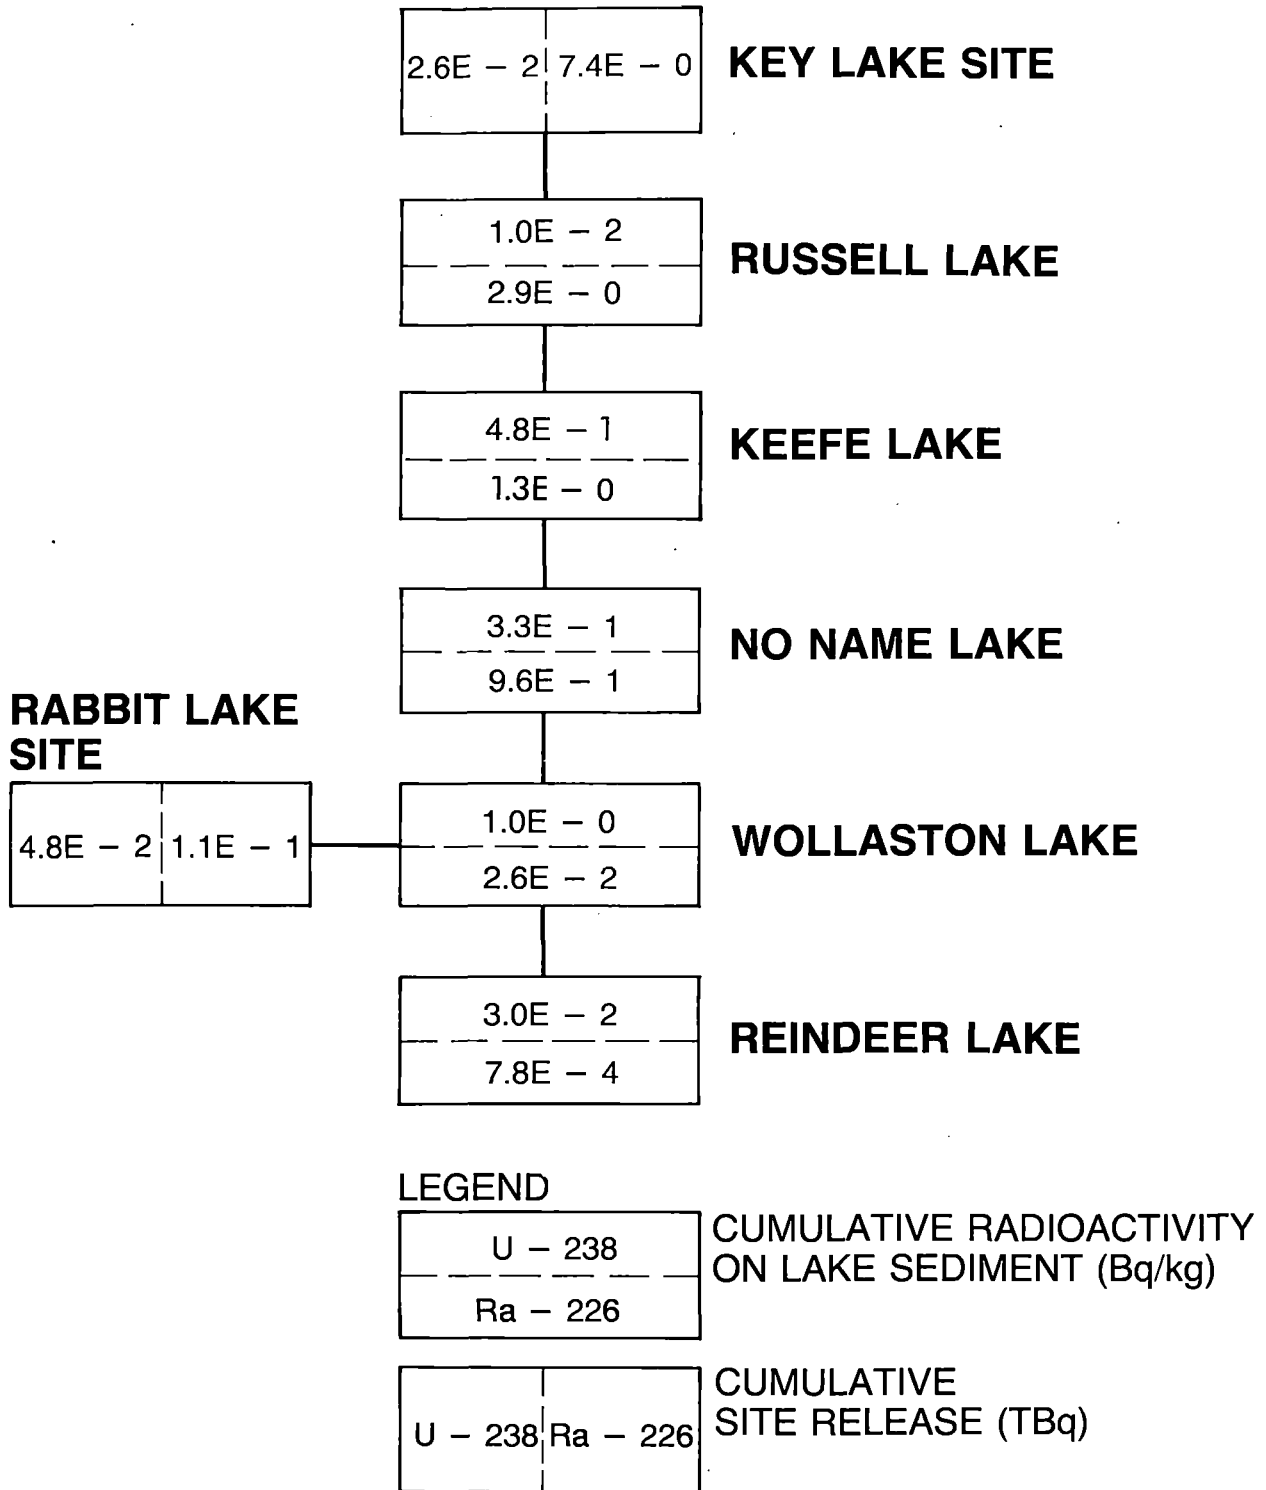 2.6E – 2 7.4E – 0 KEY LAKE SITE
1.0E – 2
2.9E – 0
RUSSELL LAKE
4.8E – 1
1.3E – 0
KEEFE LAKE
3.3E – 1
9.6E – 1
NO NAME LAKE
RABBIT LAKE
SITE
4.8E – 2 1.1E – 1
1.0E – 0
2.6E – 2
WOLLASTON LAKE
3.0E – 2
7.8E – 4
REINDEER LAKE
LEGEND
U – 238
Ra – 226
CUMULATIVE RADIOACTIVITY
ON LAKE SEDIMENT (Bq/kg)
U – 238 Ra – 226
CUMULATIVE
SITE RELEASE (TBq)